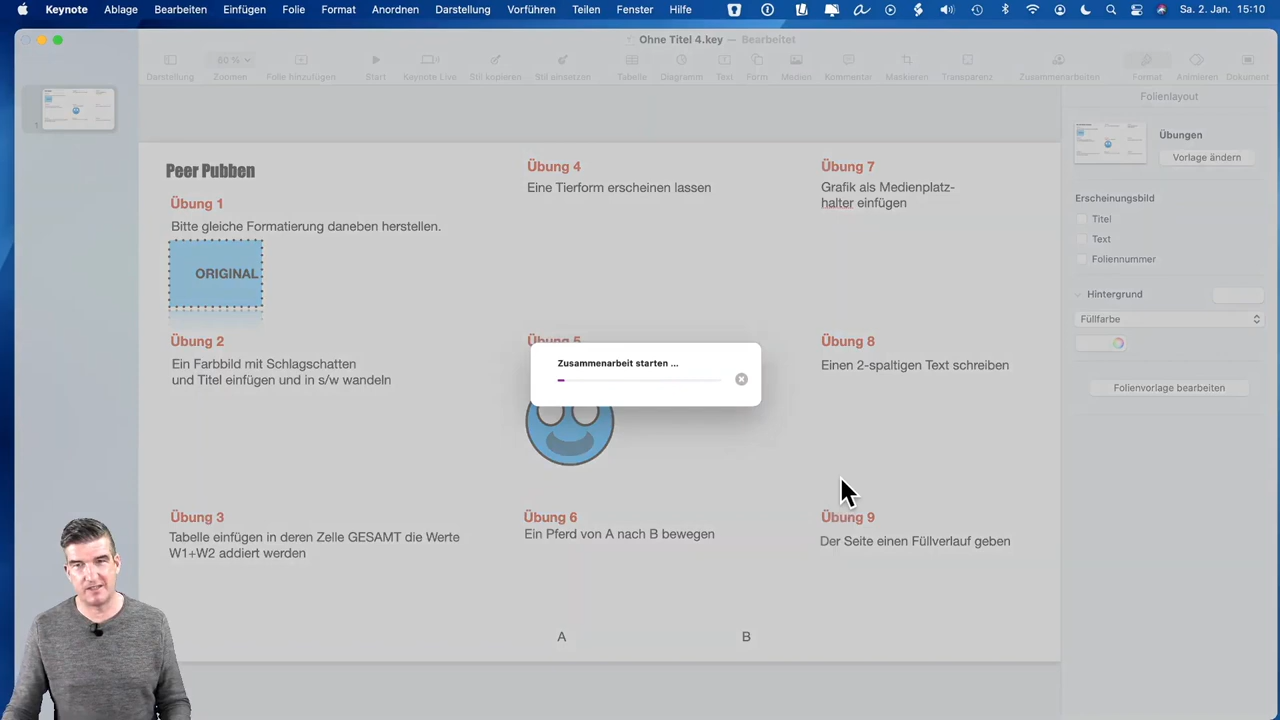 Keynote Ablage Bearbeiten Einfügen Folie Format Anordnen Darstellung Vorführen Teilen Fenster Hilfe Sa. 2. Jan. 15:10
Ohne Titel 4.key — Bearbeitet
60 %
Darstellung Zoomen Folie hinzufügen Start Keynote Live Stil kopieren Stil einsetzen Tabelle Diagramm Text Form Medien Kommentar Maskieren Transparenz Zusammenarbeiten Format Animieren Dokument
Folienlayout
1
Übungen
Vorlage ändern
Erscheinungsbild
Titel
Text
Foliennummer
Hintergrund
Füllfarbe
Folienvorlage bearbeiten
Peer Pubben
Übung 1
Bitte gleiche Formatierung daneben herstellen.
ORIGINAL
Übung 2
Ein Farbbild mit Schlagschatten
und Titel einfügen und in s/w wandeln
Übung 3
Tabelle einfügen in deren Zelle GESAMT die Werte
W1+W2 addiert werden
Übung 4
Eine Tierform erscheinen lassen
Übung 5
Zusammenarbeit starten ...
Übung 6
Ein Pferd von A nach B bewegen
A B
Übung 7
Grafik als Medienplatz-
halter einfügen
Übung 8
Einen 2-spaltigen Text schreiben
Übung 9
Der Seite einen Füllverlauf geben